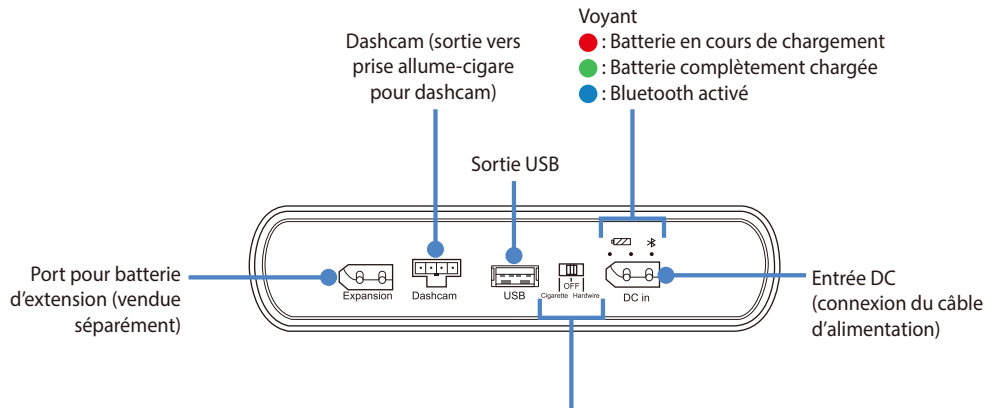 Voyant
: Batterie en cours de chargement
: Batterie complètement chargée
: Bluetooth activé
Dashcam (sortie vers
prise allume-cigare
pour dashcam)
Sortie USB
Port pour batterie
d'extension (vendue
séparément)
Expansion
Dashcam
USB
OFF
Cigarette Hardwire
DC in
Entrée DC
(connexion du câble
d'alimentation)